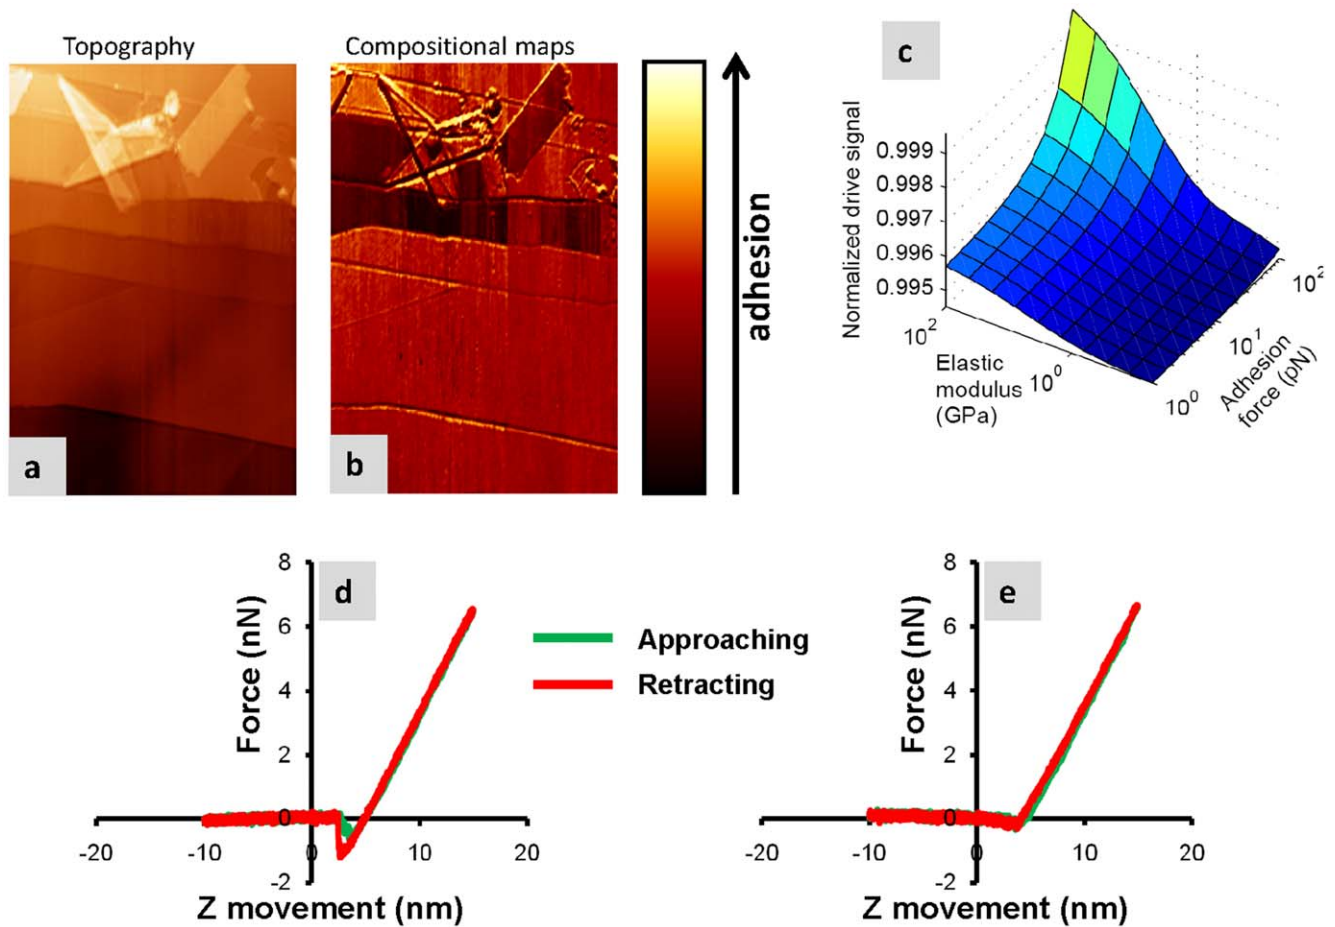 Topography
Compositional maps
a
b
adhesion
c
Normalized drive signal
0.999
0.998
0.997
0.996
0.995
10²
Elastic
modulus
(GPa)
10⁰
10⁰
10¹
10²
Adhesion
force (pN)
d
Force (nN)
8
6
4
2
0
-2
-20
-10
0
10
20
Z movement (nm)
Approaching
Retracting
e
Force (nN)
8
6
4
2
0
-2
-20
-10
0
10
20
Z movement (nm)